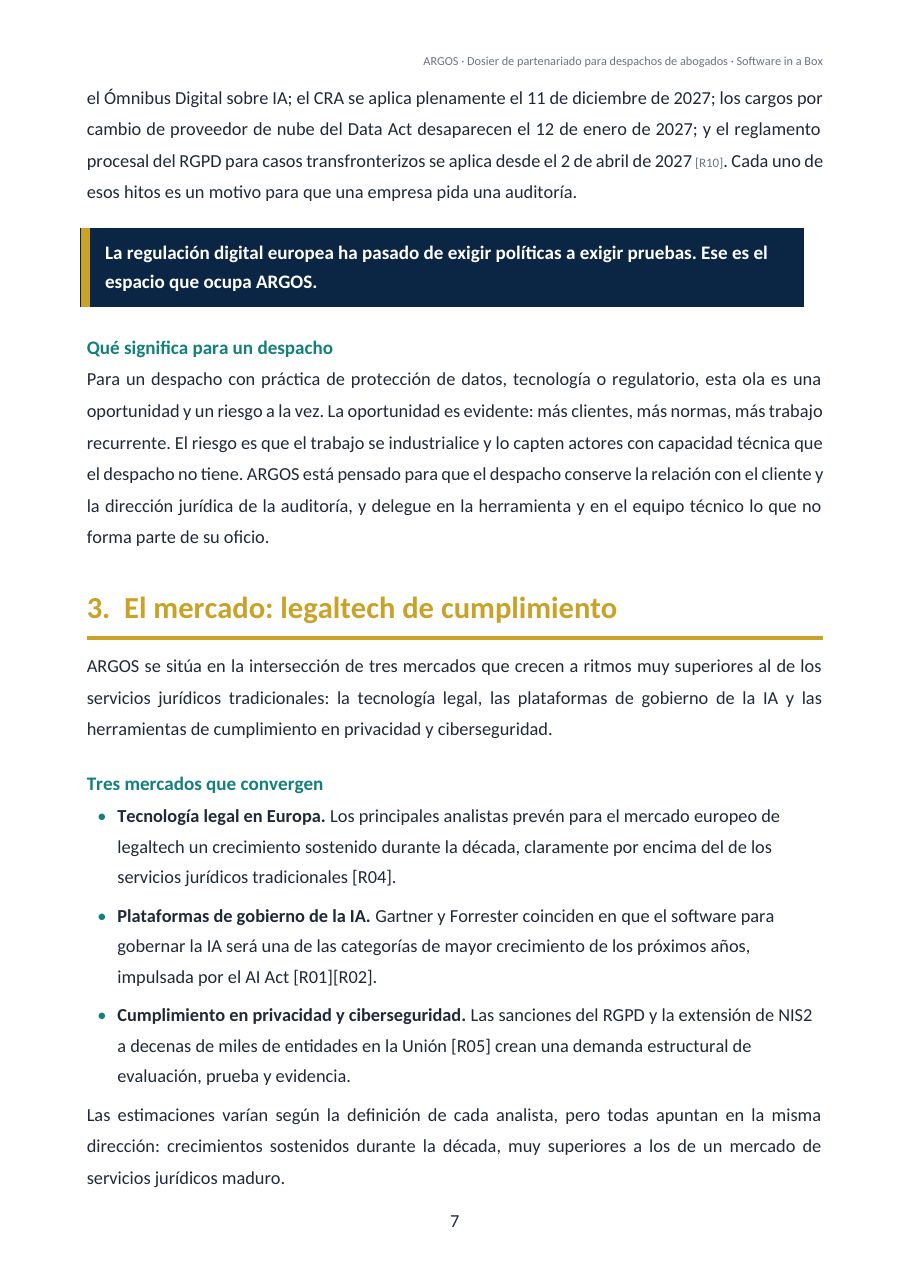 ARGOS · Dosier de partenariado para despachos de abogados · Software in a Box
el Ómnibus Digital sobre IA; el CRA se aplica plenamente el 11 de diciembre de 2027; los cargos por
cambio de proveedor de nube del Data Act desaparecen el 12 de enero de 2027; y el reglamento
procesal del RGPD para casos transfronterizos se aplica desde el 2 de abril de 2027 [R10]. Cada uno de
esos hitos es un motivo para que una empresa pida una auditoría.
La regulación digital europea ha pasado de exigir políticas a exigir pruebas. Ese es el
espacio que ocupa ARGOS.
Qué significa para un despacho
Para un despacho con práctica de protección de datos, tecnología o regulatorio, esta ola es una
oportunidad y un riesgo a la vez. La oportunidad es evidente: más clientes, más normas, más trabajo
recurrente. El riesgo es que el trabajo se industrialice y lo capten actores con capacidad técnica que
el despacho no tiene. ARGOS está pensado para que el despacho conserve la relación con el cliente y
la dirección jurídica de la auditoría, y delegue en la herramienta y en el equipo técnico lo que no
forma parte de su oficio.
3. El mercado: legaltech de cumplimiento
ARGOS se sitúa en la intersección de tres mercados que crecen a ritmos muy superiores al de los
servicios jurídicos tradicionales: la tecnología legal, las plataformas de gobierno de la IA y las
herramientas de cumplimiento en privacidad y ciberseguridad.
Tres mercados que convergen
• Tecnología legal en Europa. Los principales analistas prevén para el mercado europeo de
legaltech un crecimiento sostenido durante la década, claramente por encima del de los
servicios jurídicos tradicionales [R04].
• Plataformas de gobierno de la IA. Gartner y Forrester coinciden en que el software para
gobernar la IA será una de las categorías de mayor crecimiento de los próximos años,
impulsada por el AI Act [R01][R02].
• Cumplimiento en privacidad y ciberseguridad. Las sanciones del RGPD y la extensión de NIS2
a decenas de miles de entidades en la Unión [R05] crean una demanda estructural de
evaluación, prueba y evidencia.
Las estimaciones varían según la definición de cada analista, pero todas apuntan en la misma
dirección: crecimientos sostenidos durante la década, muy superiores a los de un mercado de
servicios jurídicos maduro.
7